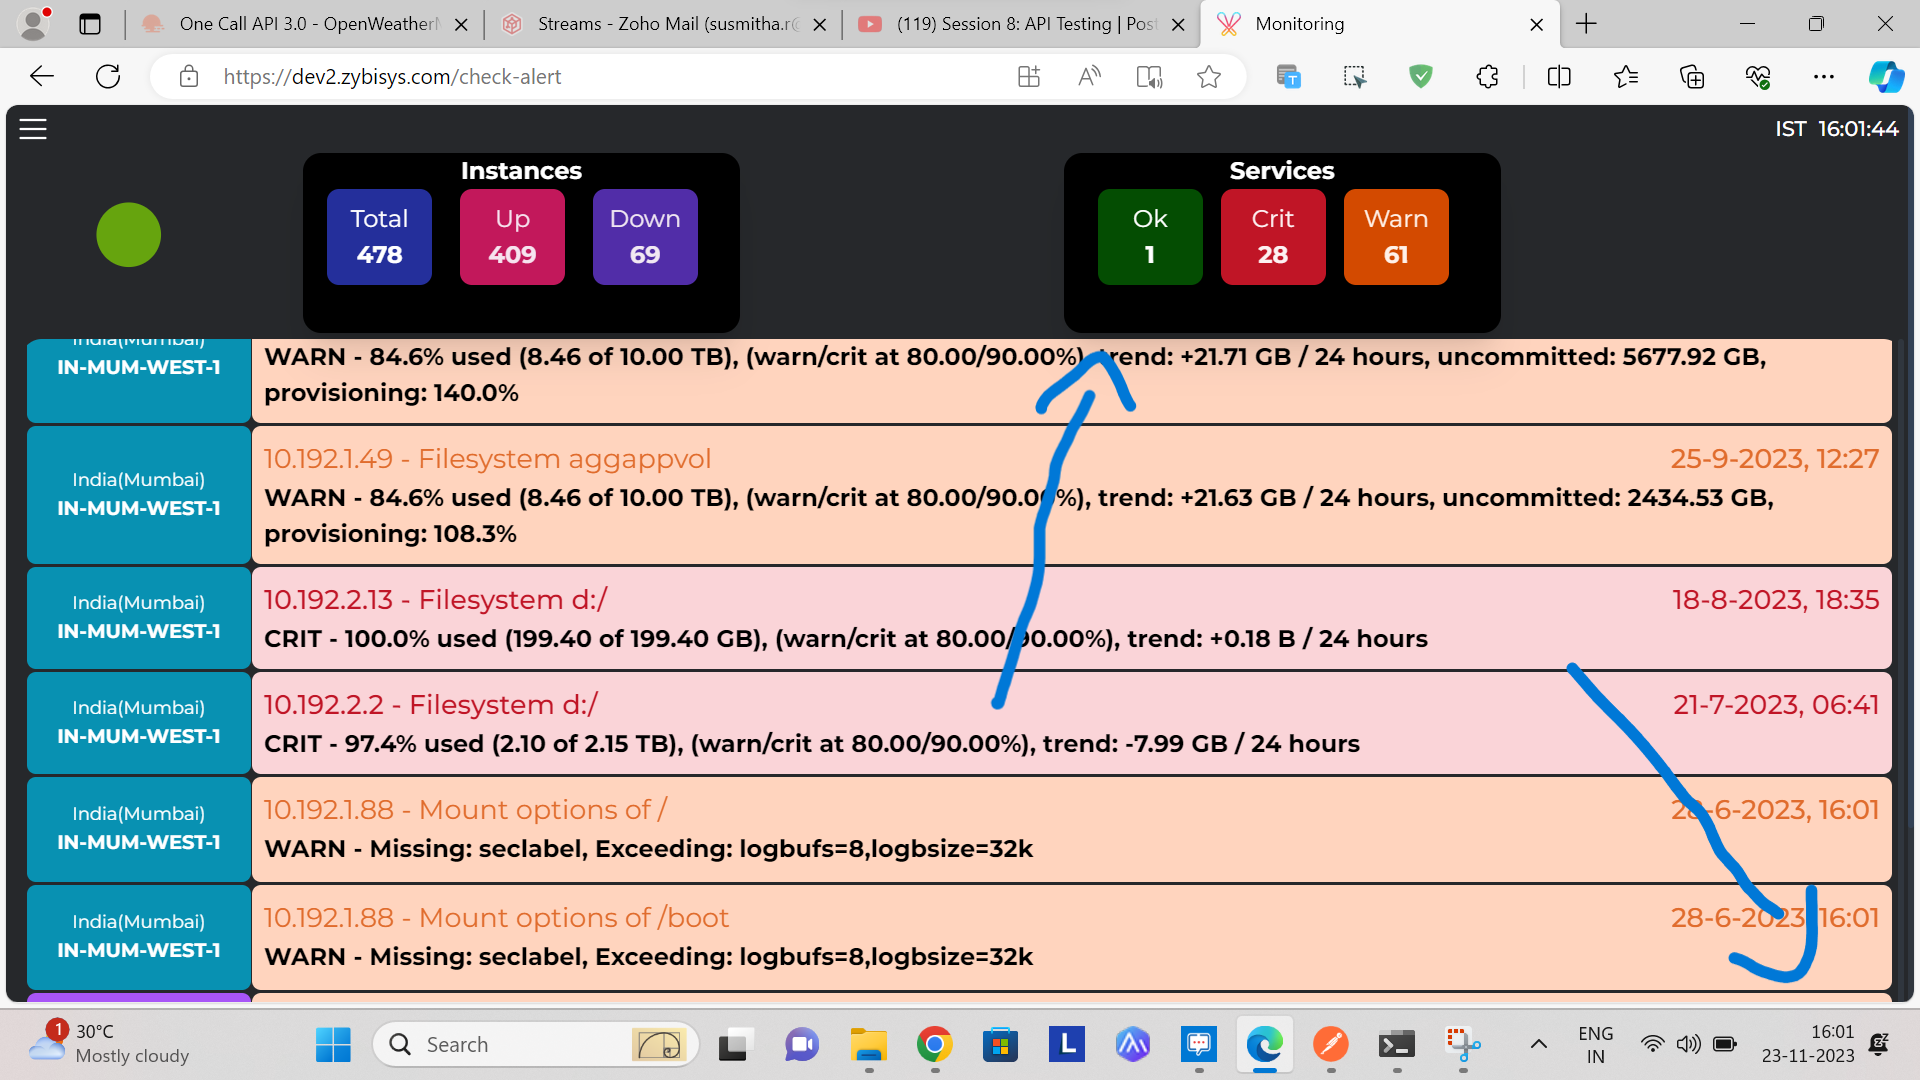 One Call API 3.0 - OpenWeatherM
Streams - Zoho Mail (susmitha.r@
(119) Session 8: API Testing | Post
Monitoring
https://dev2.zybisys.com/check-alert
IST 16:01:44
Instances
Total
478
Up
409
Down
69
Services
Ok
1
Crit
28
Warn
61
India(Mumbai)
IN-MUM-WEST-1
WARN - 84.6% used (8.46 of 10.00 TB), (warn/crit at 80.00/90.00%), trend: +21.71 GB / 24 hours, uncommitted: 5677.92 GB,
provisioning: 140.0%
India(Mumbai)
IN-MUM-WEST-1
10.192.1.49 - Filesystem aggappvol
25-9-2023, 12:27
WARN - 84.6% used (8.46 of 10.00 TB), (warn/crit at 80.00/90.00%), trend: +21.63 GB / 24 hours, uncommitted: 2434.53 GB,
provisioning: 108.3%
India(Mumbai)
IN-MUM-WEST-1
10.192.2.13 - Filesystem d:/
18-8-2023, 18:35
CRIT - 100.0% used (199.40 of 199.40 GB), (warn/crit at 80.00/90.00%), trend: +0.18 B / 24 hours
India(Mumbai)
IN-MUM-WEST-1
10.192.2.2 - Filesystem d:/
21-7-2023, 06:41
CRIT - 97.4% used (2.10 of 2.15 TB), (warn/crit at 80.00/90.00%), trend: -7.99 GB / 24 hours
India(Mumbai)
IN-MUM-WEST-1
10.192.1.88 - Mount options of /
28-6-2023, 16:01
WARN - Missing: seclabel, Exceeding: logbufs=8,logbsize=32k
India(Mumbai)
IN-MUM-WEST-1
10.192.1.88 - Mount options of /boot
28-6-2023, 16:01
WARN - Missing: seclabel, Exceeding: logbufs=8,logbsize=32k
1
30°C
Mostly cloudy
Search
L
ENG
IN
16:01
23-11-2023